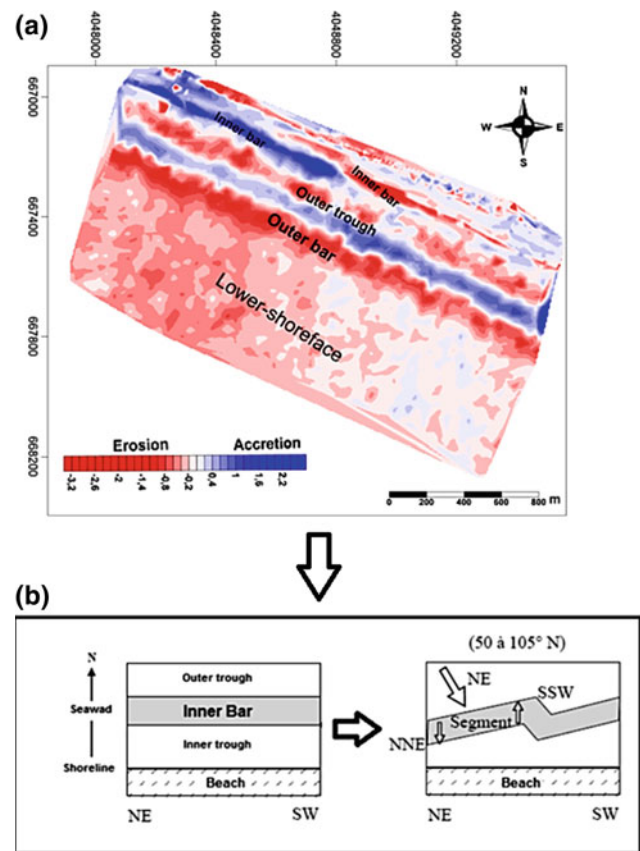 (a)
4048000
4048400
4048800
4049200
667000
667400
667800
668200
N
W E
S
Inner bar
Inner bar
Outer trough
Outer bar
Lower-shoreface
Erosion Accretion
-3,2 -2,6 -2 -1,4 -0,8 -0,2 0,4 1 1,6 2,2
0 200 400 600 800 m
(b)
N
Seawad
Shoreline
Outer trough
Inner Bar
Inner trough
Beach
NE SW
(50 à 105° N)
NE
SSW
Segment
NNE
Beach
NE SW